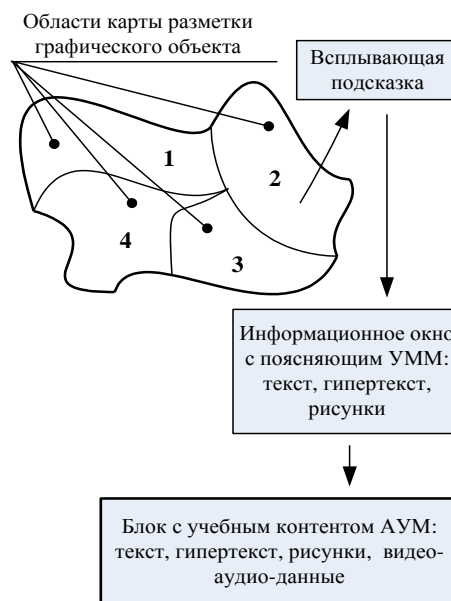 Области карты разметки
графического объекта
Всплывающая
подсказка
1
2
4
3
Информационное окно
с поясняющим УММ:
текст, гипертекст,
рисунки
Блок с учебным контентом АУМ:
текст, гипертекст, рисунки, видео-
аудио-данные